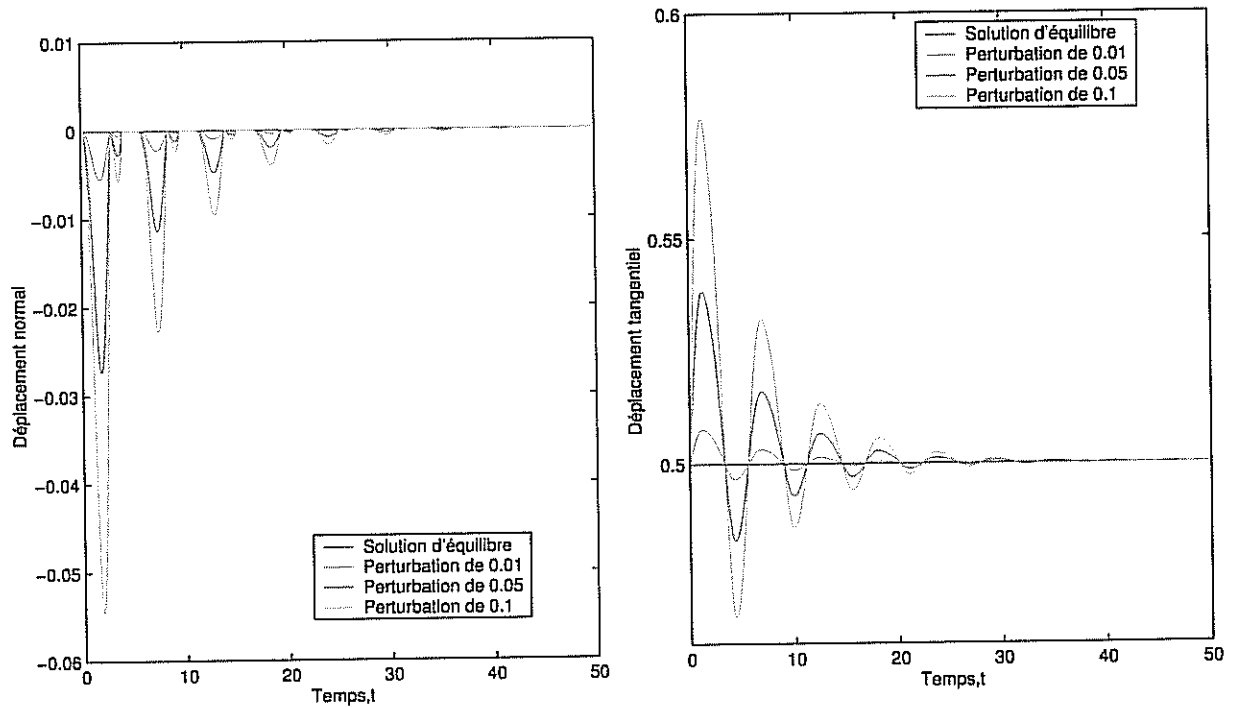 0.01
0
−0.01
−0.02
−0.03
−0.04
−0.05
−0.06
Déplacement normal
0 10 20 30 40 50
Temps,t
Solution d'équilibre
Perturbation de 0.01
Perturbation de 0.05
Perturbation de 0.1
0.6
0.55
0.5
Déplacement tangentiel
0 10 20 30 40 50
Temps,t
Solution d'équilibre
Perturbation de 0.01
Perturbation de 0.05
Perturbation de 0.1